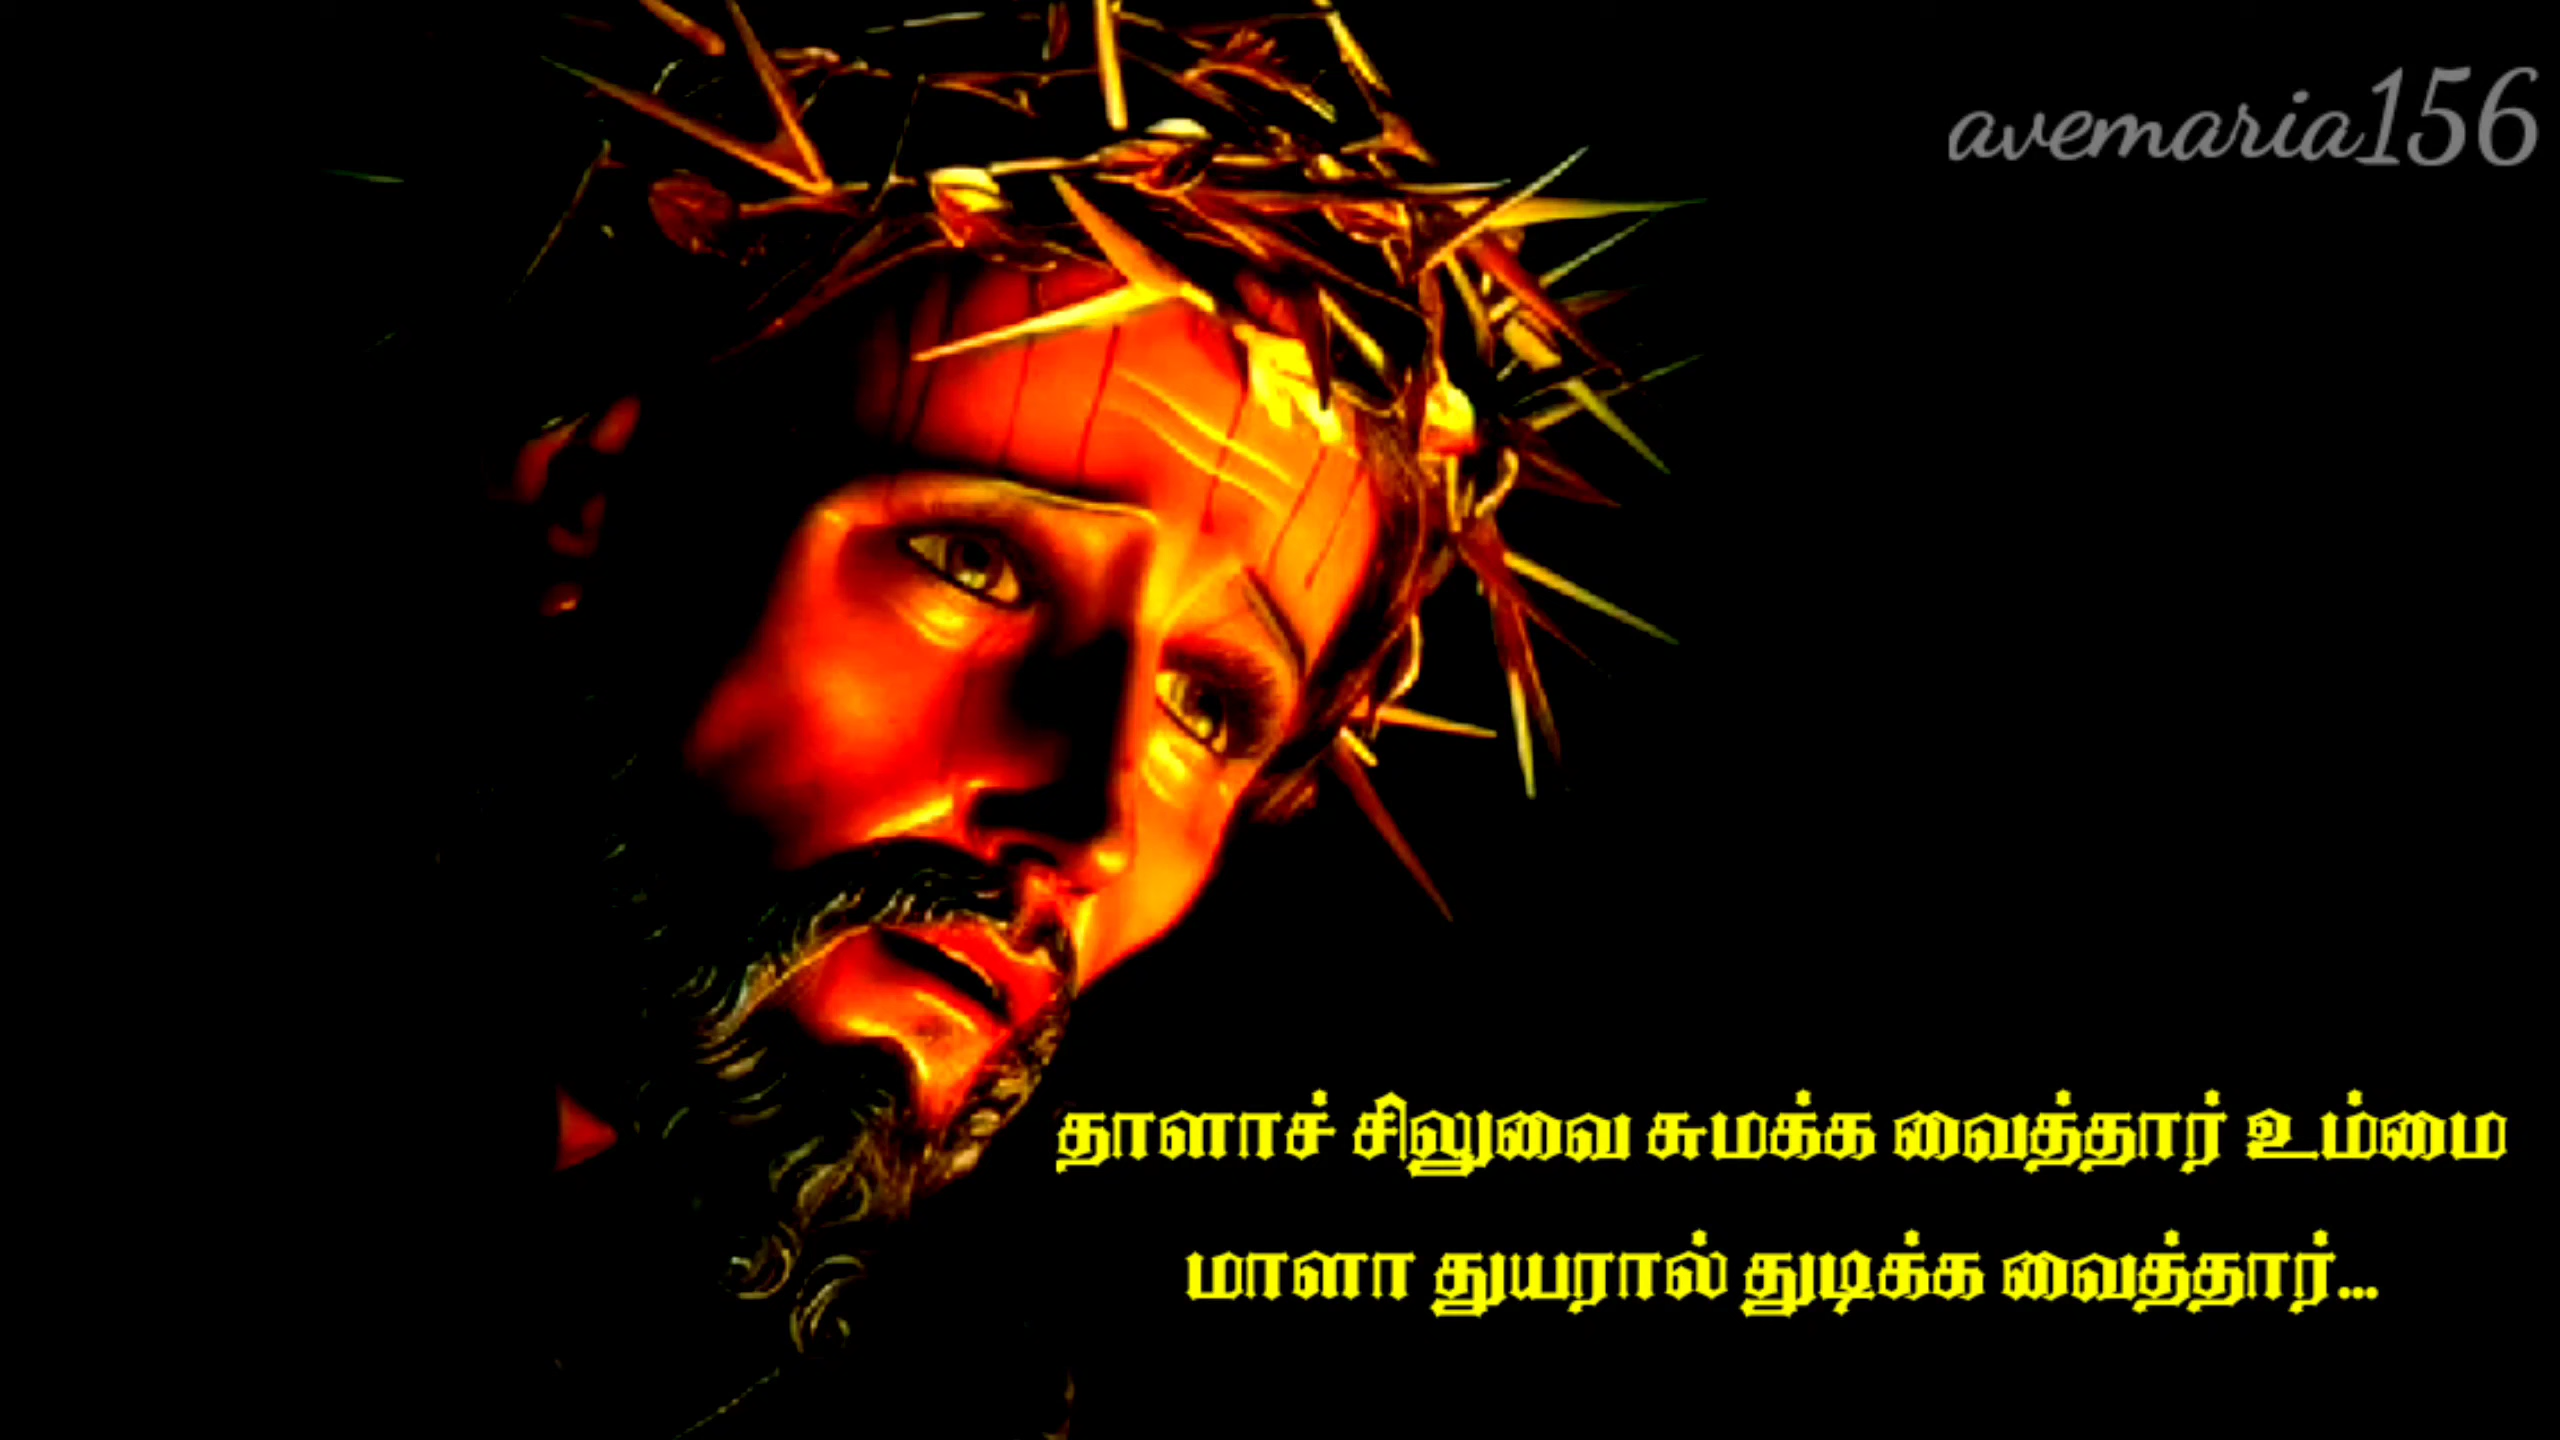 avemaria156
தாளாச் சிலுவை சுமக்க வைத்தார் உம்மை
மாளா துயரால் துடிக்க வைத்தார்...